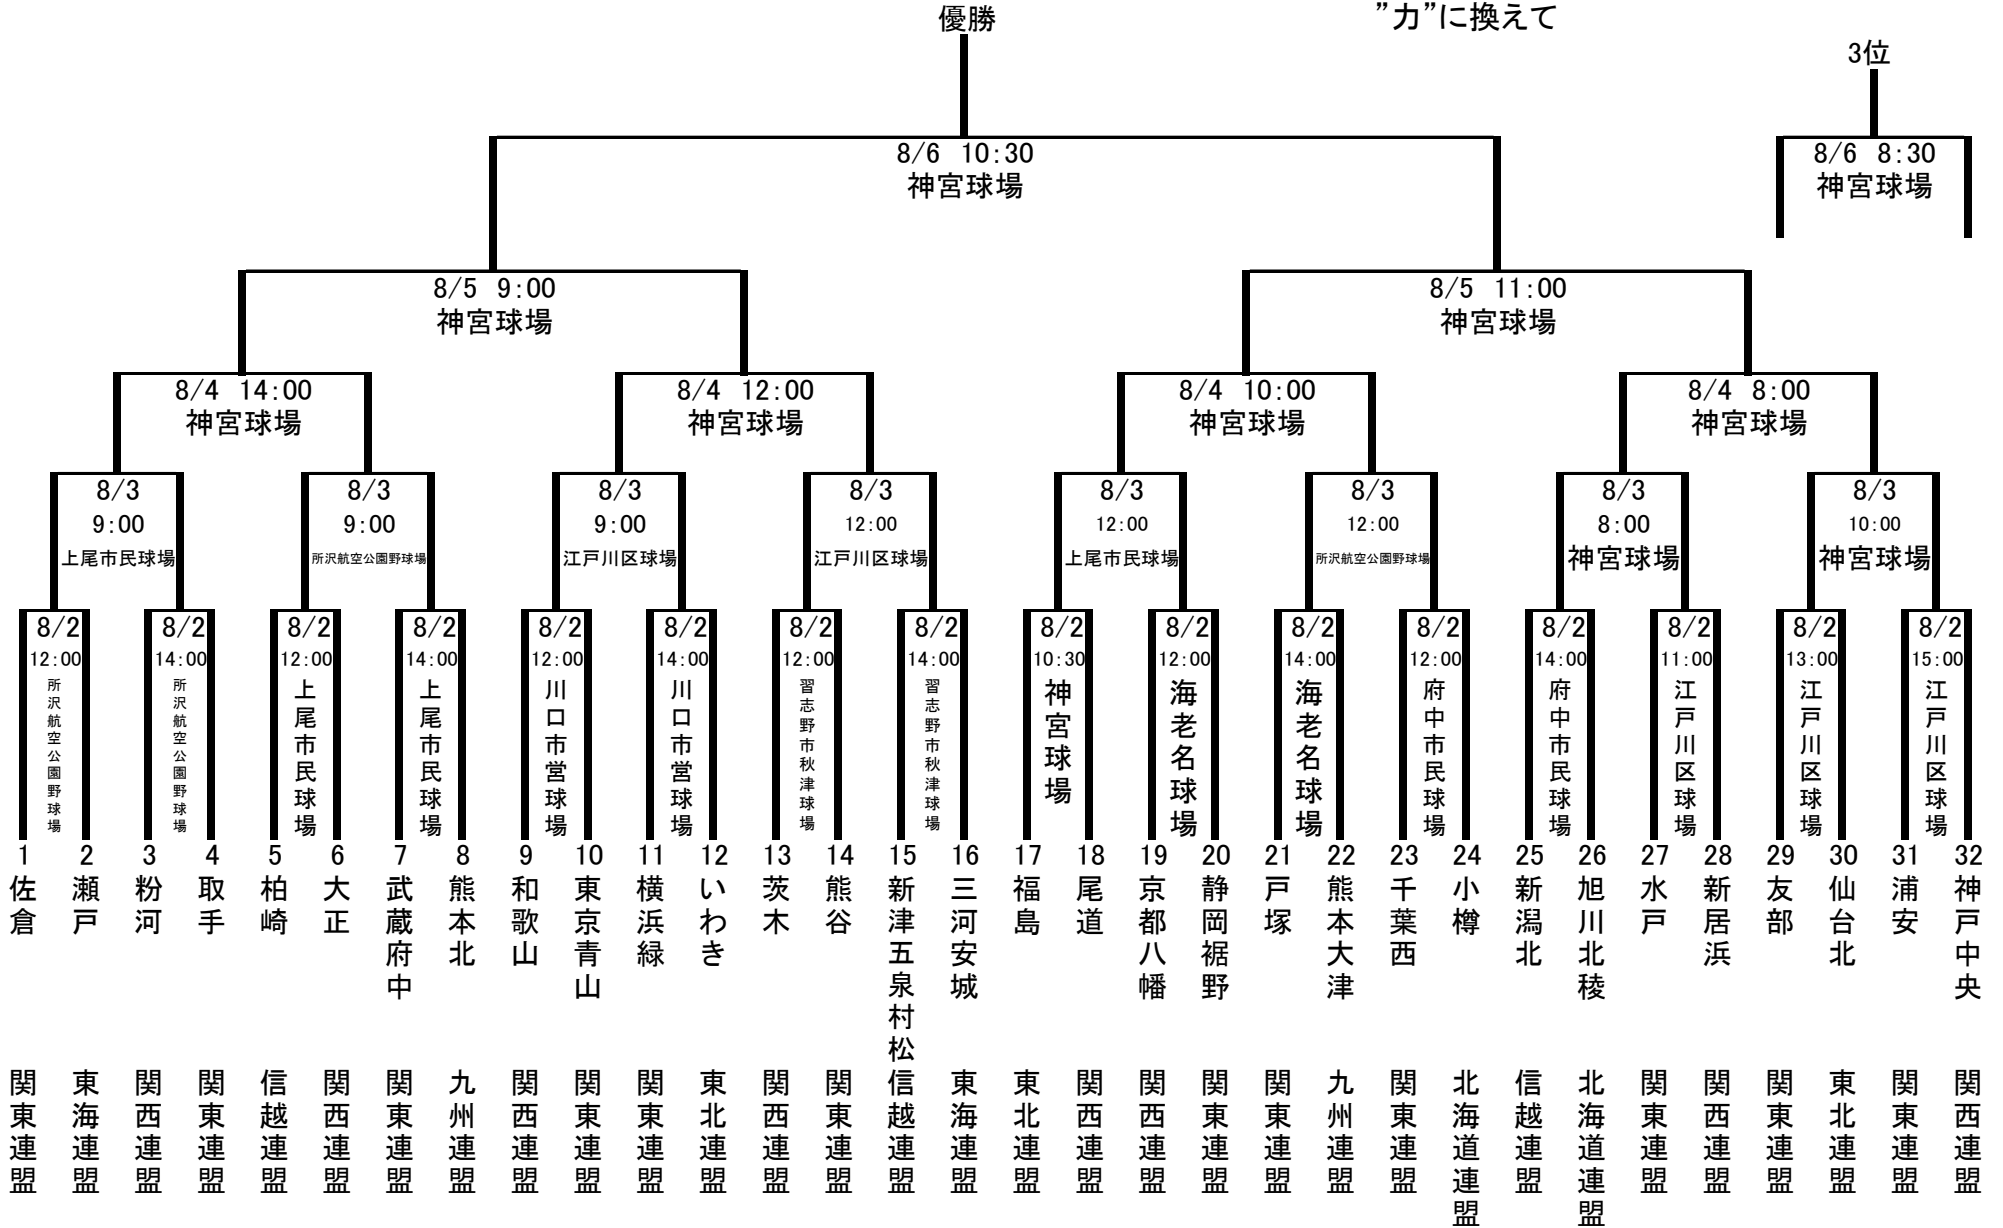 優勝
”力”に換えて
3位
8/6 10:30
神宮球場
8/6 8:30
神宮球場
8/5 9:00
神宮球場
8/5 11:00
神宮球場
8/4 14:00
神宮球場
8/4 12:00
神宮球場
8/4 10:00
神宮球場
8/4 8:00
神宮球場
8/3
9:00
上尾市民球場
8/3
9:00
所沢航空公園野球場
8/3
9:00
江戸川区球場
8/3
12:00
江戸川区球場
8/3
12:00
上尾市民球場
8/3
12:00
所沢航空公園野球場
8/3
8:00
神宮球場
8/3
10:00
神宮球場
8/2
12:00
所沢航空公園野球場
8/2
14:00
所沢航空公園野球場
8/2
12:00
上尾市民球場
8/2
14:00
上尾市民球場
8/2
12:00
川口市営球場
8/2
14:00
川口市営球場
8/2
12:00
習志野市秋津球場
8/2
14:00
習志野市秋津球場
8/2
10:30
神宮球場
8/2
12:00
海老名球場
8/2
14:00
海老名球場
8/2
12:00
府中市民球場
8/2
14:00
府中市民球場
8/2
11:00
江戸川区球場
8/2
13:00
江戸川区球場
8/2
15:00
江戸川区球場
1
佐倉
関東連盟
2
瀬戸
東海連盟
3
粉河
関西連盟
4
取手
関東連盟
5
柏崎
信越連盟
6
大正
関西連盟
7
武蔵府中
関東連盟
8
熊本北
九州連盟
9
和歌山
関西連盟
10
東京青山
関東連盟
11
横浜緑
関東連盟
12
いわき
東北連盟
13
茨木
関西連盟
14
熊谷
関東連盟
15
新津五泉村松
信越連盟
16
三河安城
東海連盟
17
福島
東北連盟
18
尾道
関西連盟
19
京都八幡
関西連盟
20
静岡裾野
関東連盟
21
戸塚
関東連盟
22
熊本大津
九州連盟
23
千葉西
関東連盟
24
小樽
北海道連盟
25
新潟北
信越連盟
26
旭川北稜
北海道連盟
27
水戸
関東連盟
28
新居浜
関西連盟
29
友部
関東連盟
30
仙台北
東北連盟
31
浦安
関東連盟
32
神戸中央
関西連盟